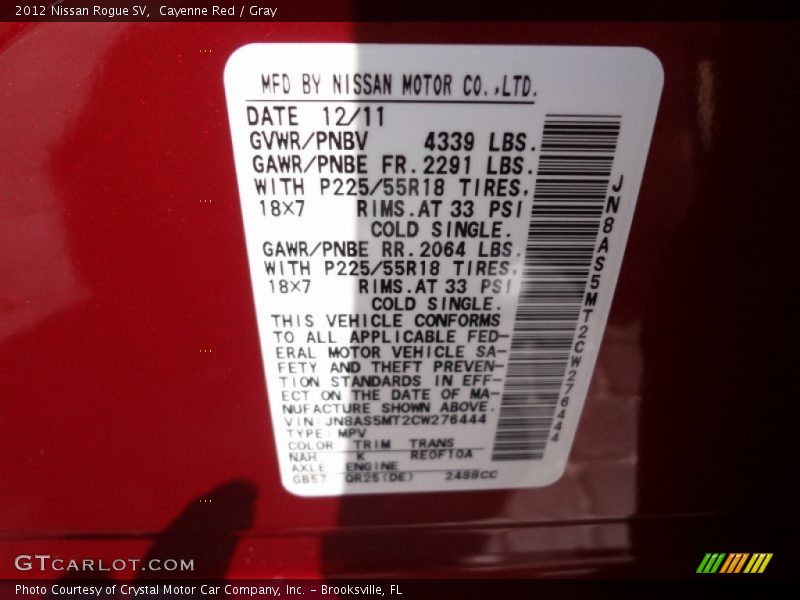 2012 Nissan Rogue SV,  Cayenne Red / Gray
MFD BY NISSAN MOTOR CO.,LTD.
DATE 12/11
GVWR/PNBV 4339 LBS.
GAWR/PNBE FR.2291 LBS.
WITH P225/55R18 TIRES,
18X7 RIMS.AT 33 PSI
COLD SINGLE.
GAWR/PNBE RR.2064 LBS.
WITH P225/55R18 TIRES,
18X7 RIMS.AT 33 PSI
COLD SINGLE.
THIS VEHICLE CONFORMS
TO ALL APPLICABLE FED-
ERAL MOTOR VEHICLE SA-
FETY AND THEFT PREVEN-
TION STANDARDS IN EFF-
ECT ON THE DATE OF MA-
NUFACTURE SHOWN ABOVE.
VIN:JN8AS5MT2CW276444
TYPE:MPV
COLOR TRIM TRANS
NAH K RE0F10A
AXLE ENGINE
GB57 QR25(DE) 2488CC
JN8AS5MT2CW276444
GTCARLOT.COM
Photo Courtesy of Crystal Motor Car Company, Inc. – Brooksville, FL